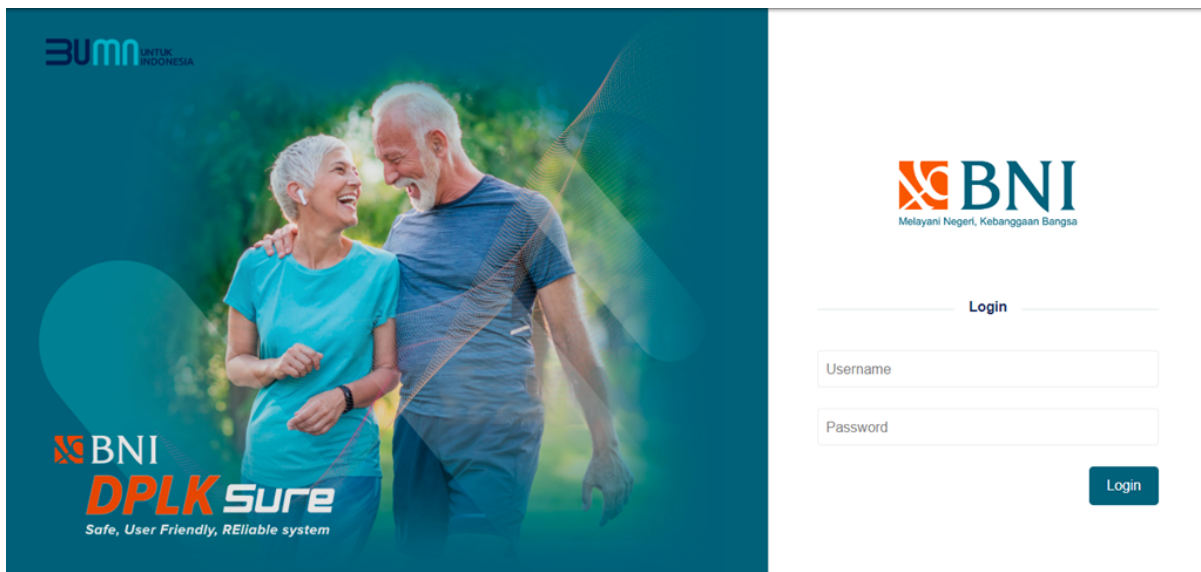 BUMN UNTUK
INDONESIA
BNI
DPLK Sure
Safe, User Friendly, REliable system
BNI
Melayani Negeri, Kebanggaan Bangsa
Login
Username
Password
Login